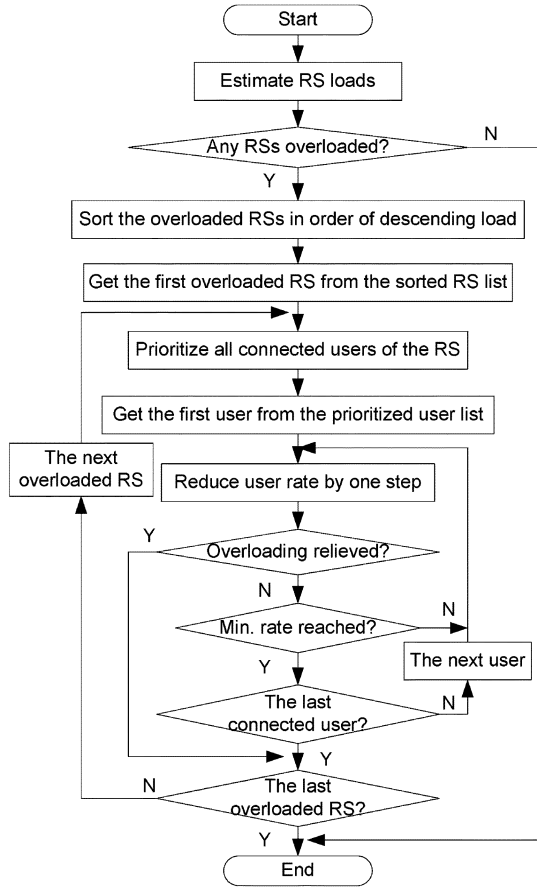 Start
Estimate RS loads
Any RSs overloaded?
N
Y
Sort the overloaded RSs in order of descending load
Get the first overloaded RS from the sorted RS list
Prioritize all connected users of the RS
Get the first user from the prioritized user list
The next
overloaded RS
Reduce user rate by one step
Y
Overloading relieved?
N
Min. rate reached?
N
Y
The next user
The last
connected user?
N
Y
N
The last
overloaded RS?
Y
End